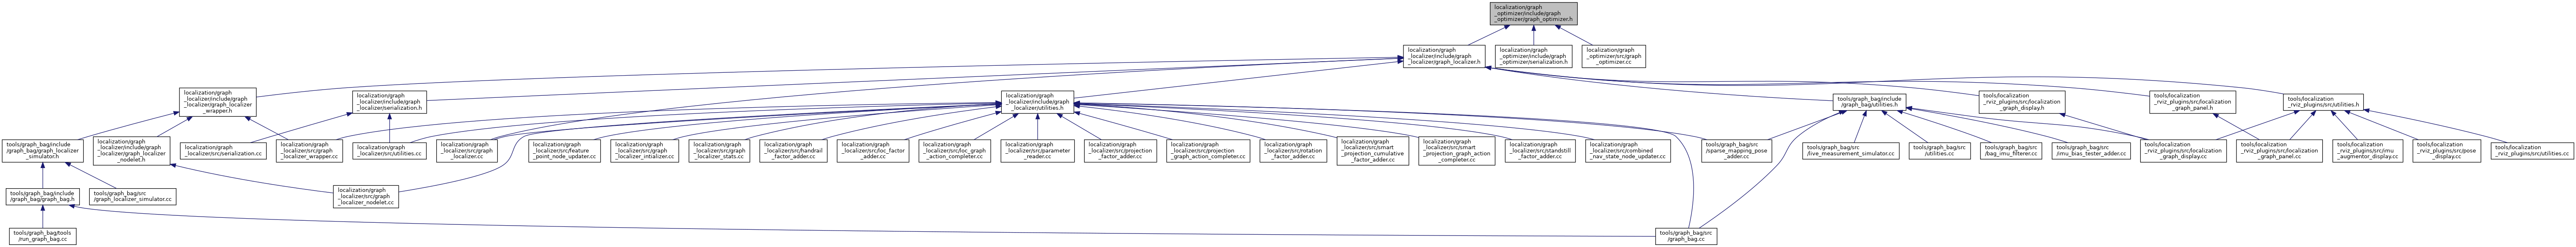 localization/graph
_optimizer/include/graph
_optimizer/graph_optimizer.h
localization/graph
_localizer/include/graph
_localizer/graph_localizer.h
localization/graph
_optimizer/include/graph
_optimizer/serialization.h
localization/graph
_optimizer/src/graph
_optimizer.cc
localization/graph
_localizer/include/graph
_localizer/graph_localizer
_wrapper.h
localization/graph
_localizer/include/graph
_localizer/serialization.h
localization/graph
_localizer/include/graph
_localizer/utilities.h
tools/graph_bag/include
/graph_bag/utilities.h
tools/localization
_rviz_plugins/src/localization
_graph_display.h
tools/localization
_rviz_plugins/src/localization
_graph_panel.h
tools/localization
_rviz_plugins/src/utilities.h
tools/graph_bag/include
/graph_bag/graph_localizer
_simulator.h
localization/graph
_localizer/include/graph
_localizer/graph_localizer
_nodelet.h
localization/graph
_localizer/src/serialization.cc
localization/graph
_localizer/src/graph
_localizer_wrapper.cc
localization/graph
_localizer/src/utilities.cc
localization/graph
_localizer/src/graph
_localizer.cc
localization/graph
_localizer/src/feature
_point_node_updater.cc
localization/graph
_localizer/src/graph
_localizer_intializer.cc
localization/graph
_localizer/src/graph
_localizer_stats.cc
localization/graph
_localizer/src/handrail
_factor_adder.cc
localization/graph
_localizer/src/loc_factor
_adder.cc
localization/graph
_localizer/src/loc_graph
_action_completer.cc
localization/graph
_localizer/src/parameter
_reader.cc
localization/graph
_localizer/src/projection
_factor_adder.cc
localization/graph
_localizer/src/projection
_graph_action_completer.cc
localization/graph
_localizer/src/rotation
_factor_adder.cc
localization/graph
_localizer/src/smart
_projection_cumulative
_factor_adder.cc
localization/graph
_localizer/src/smart
_projection_graph_action
_completer.cc
localization/graph
_localizer/src/standstill
_factor_adder.cc
localization/graph
_localizer/src/combined
_nav_state_node_updater.cc
tools/graph_bag/src
/sparse_mapping_pose
_adder.cc
tools/graph_bag/src
/live_measurement_simulator.cc
tools/graph_bag/src
/utilities.cc
tools/graph_bag/src
/bag_imu_filterer.cc
tools/graph_bag/src
/imu_bias_tester_adder.cc
tools/localization
_rviz_plugins/src/localization
_graph_display.cc
tools/localization
_rviz_plugins/src/localization
_graph_panel.cc
tools/localization
_rviz_plugins/src/imu
_augmentor_display.cc
tools/localization
_rviz_plugins/src/pose
_display.cc
tools/localization
_rviz_plugins/src/utilities.cc
tools/graph_bag/include
/graph_bag/graph_bag.h
tools/graph_bag/src
/graph_localizer_simulator.cc
localization/graph
_localizer/src/graph
_localizer_nodelet.cc
tools/graph_bag/tools
/run_graph_bag.cc
tools/graph_bag/src
/graph_bag.cc